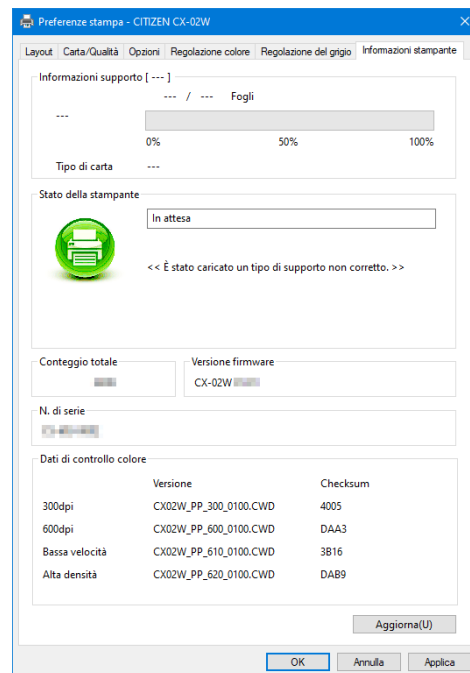 Preferenze stampa - CITIZEN CX-02W
Layout Carta/Qualità Opzioni Regolazione colore Regolazione del grigio Informazioni stampante
Informazioni supporto [ --- ]
--- / --- Fogli
---
0% 50% 100%
Tipo di carta ---
Stato della stampante
In attesa
<< È stato caricato un tipo di supporto non corretto. >>
Conteggio totale Versione firmware
CX-02W
N. di serie
Dati di controllo colore
Versione Checksum
300dpi CX02W_PP_300_0100.CWD 4005
600dpi CX02W_PP_600_0100.CWD DAA3
Bassa velocità CX02W_PP_610_0100.CWD 3B16
Alta densità CX02W_PP_620_0100.CWD DAB9
Aggiorna(U)
OK Annulla Applica